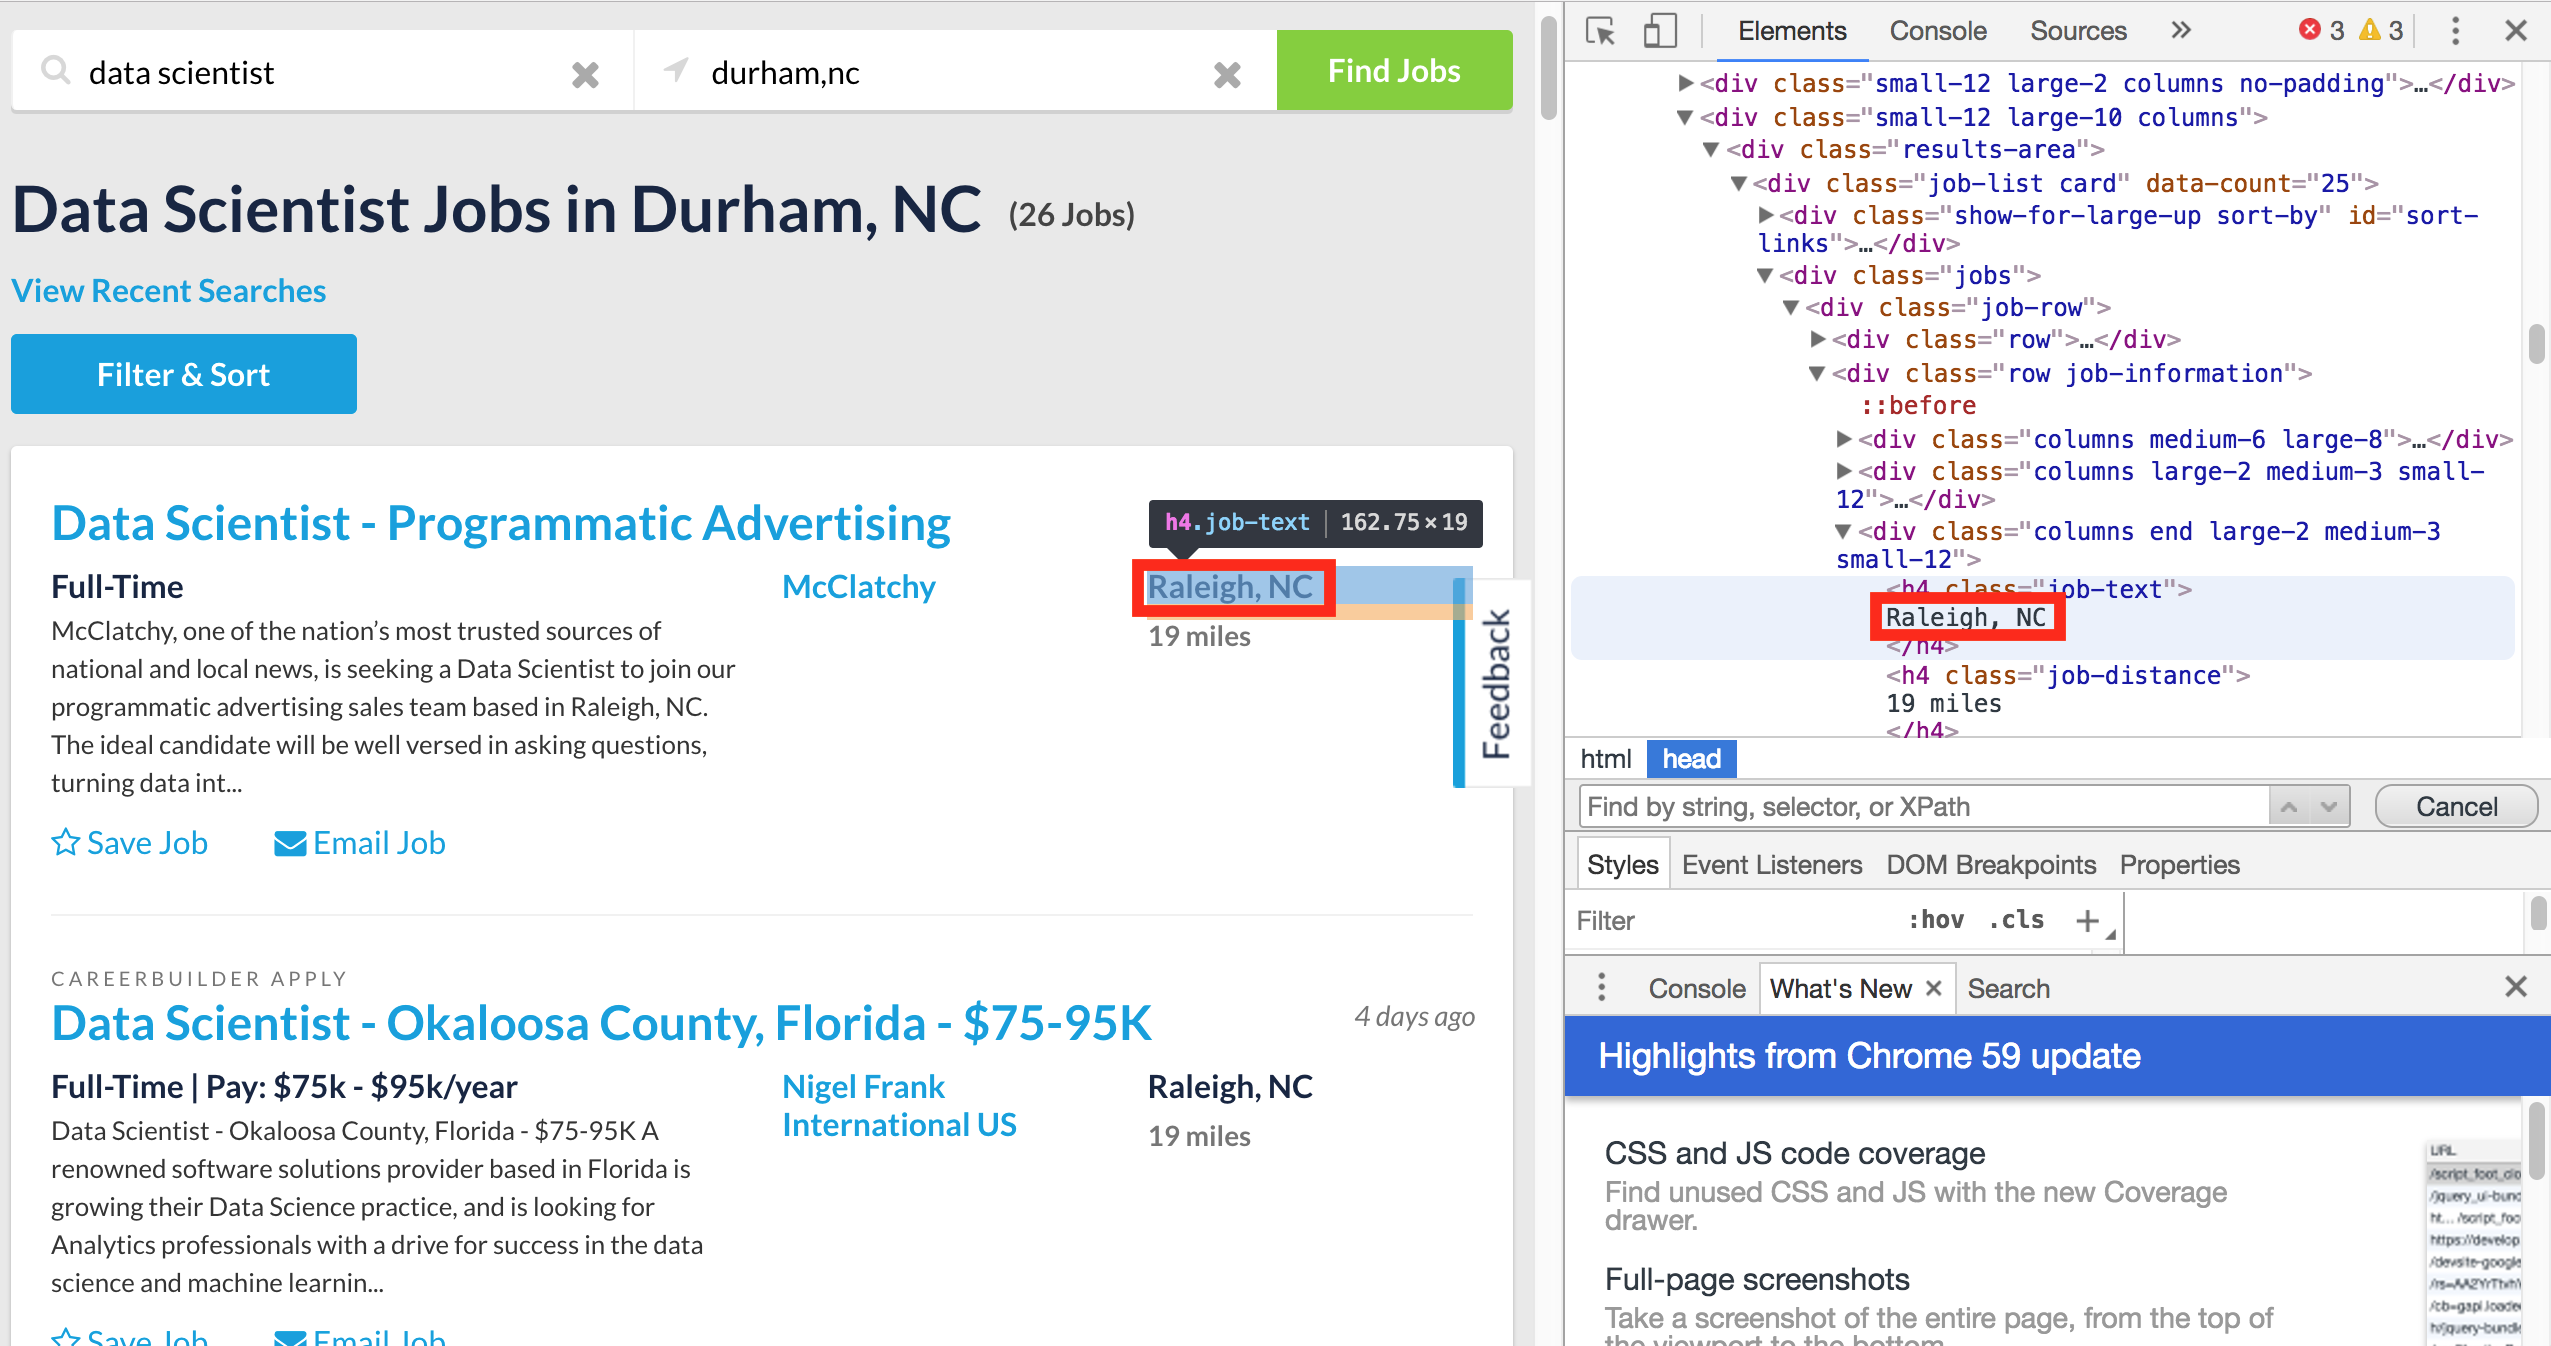 data scientist
durham,nc
Find Jobs
Data Scientist Jobs in Durham, NC (26 Jobs)
View Recent Searches
Filter & Sort
Data Scientist - Programmatic Advertising
h4.job-text 162.75 × 19
Full-Time
McClatchy
Raleigh, NC
19 miles
McClatchy, one of the nation's most trusted sources of
national and local news, is seeking a Data Scientist to join our
programmatic advertising sales team based in Raleigh, NC.
The ideal candidate will be well versed in asking questions,
turning data int...
Save Job
Email Job
Feedback
CAREERBUILDER APPLY
Data Scientist - Okaloosa County, Florida - $75-95K
4 days ago
Full-Time | Pay: $75k - $95k/year
Nigel Frank
International US
Raleigh, NC
19 miles
Data Scientist - Okaloosa County, Florida - $75-95K A
renowned software solutions provider based in Florida is
growing their Data Science practice, and is looking for
Analytics professionals with a drive for success in the data
science and machine learnin...
Save Job
Email Job
Elements
Console
Sources
»
3
3
<div class="small-12 large-2 columns no-padding">…</div>
<div class="small-12 large-10 columns">
<div class="results-area">
<div class="job-list card" data-count="25">
<div class="show-for-large-up sort-by" id="sort-
links">…</div>
<div class="jobs">
<div class="job-row">
<div class="row">…</div>
<div class="row job-information">
::before
<div class="columns medium-6 large-8">…</div>
<div class="columns large-2 medium-3 small-
12">…</div>
<div class="columns end large-2 medium-3
small-12">
<h4 class="job-text">
Raleigh, NC
</h4>
<h4 class="job-distance">
19 miles
</h4>
html
head
Find by string, selector, or XPath
Cancel
Styles
Event Listeners
DOM Breakpoints
Properties
Filter
:hov
.cls
+
Console
What's New
Search
Highlights from Chrome 59 update
CSS and JS code coverage
Find unused CSS and JS with the new Coverage
drawer.
Full-page screenshots
Take a screenshot of the entire page, from the top of
the viewport to the bottom.
URL